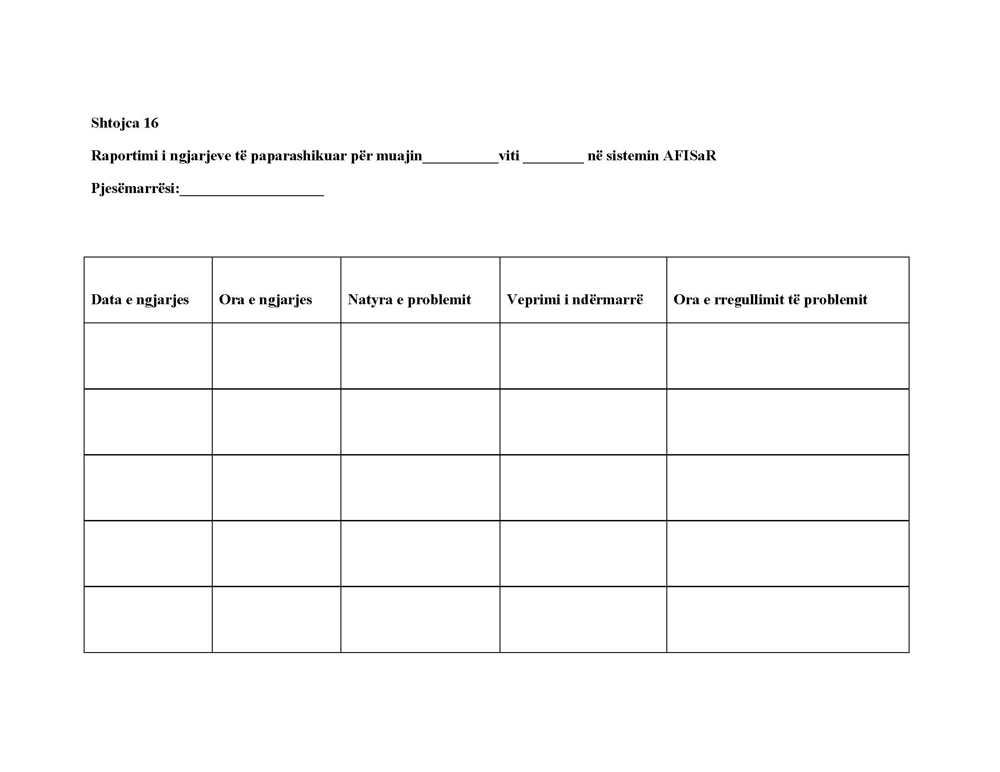 Shtojca 16
Raportimi i ngjarjeve të paparashikuar për muajin__________viti ________ në sistemin AFISaR
Pjesëmarrësi:___________________
Data e ngjarjes Ora e ngjarjes Natyra e problemit Veprimi i ndërmarrë Ora e rregullimit të problemit